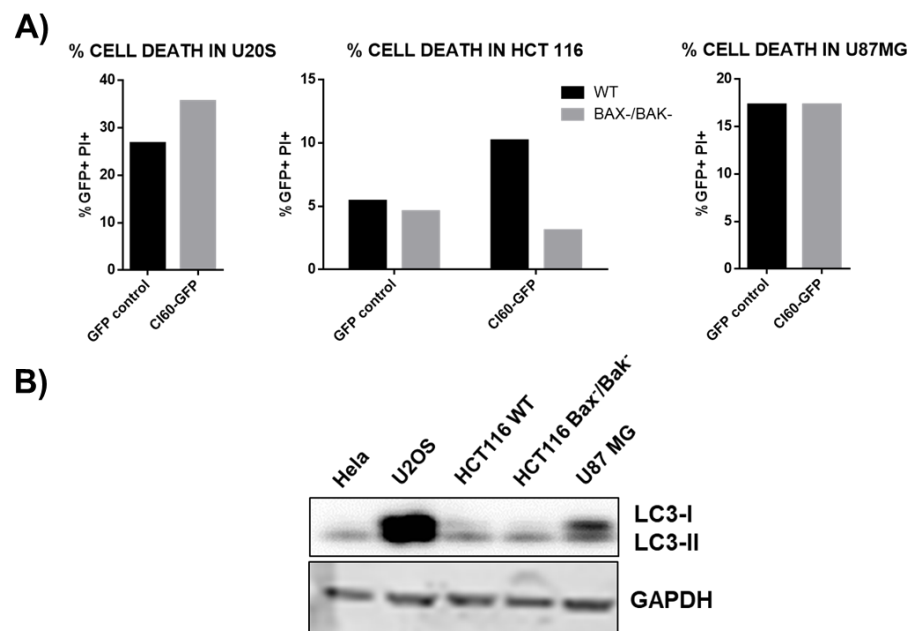 A)
% CELL DEATH IN U20S
% GFP+ PI+
40
30
20
10
0
GFP control
CI60-GFP
% CELL DEATH IN HCT 116
WT
BAX-/BAK-
% GFP+ PI+
15
10
5
0
GFP control
CI60-GFP
% CELL DEATH IN U87MG
% GFP+ PI+
20
15
10
5
0
GFP control
CI60-GFP
B)
Hela
U2OS
HCT116 WT
HCT116 Bax⁻/Bak⁻
U87 MG
LC3-I
LC3-II
GAPDH